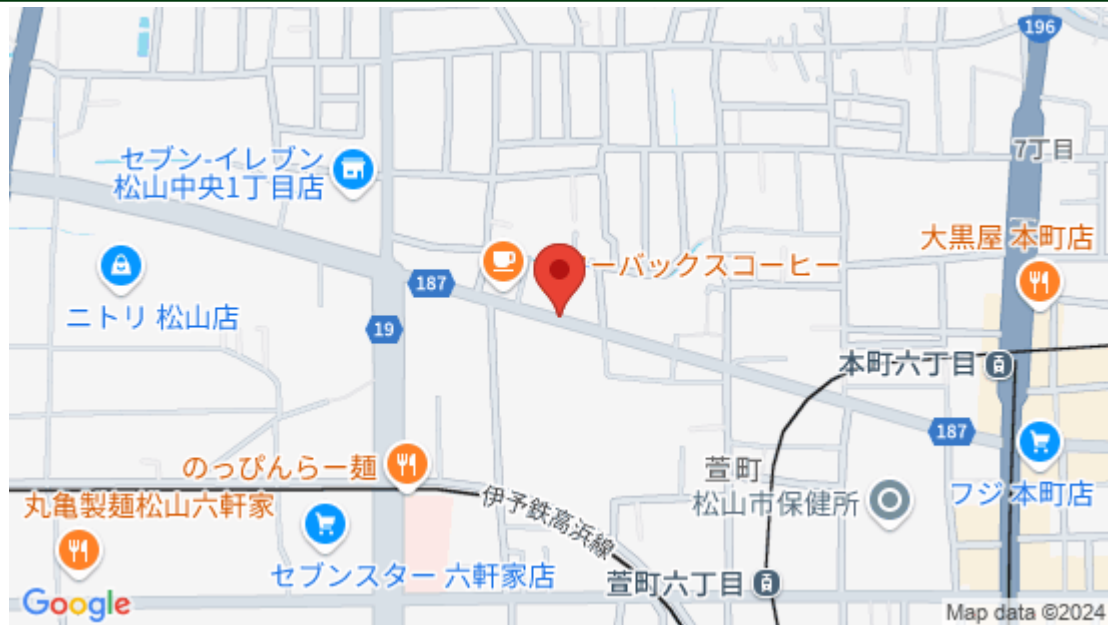 196
7丁目
セブン-イレブン
松山中央1丁目店
大黒屋 本町店
ーバックスコーヒー
187
ニトリ 松山店
19
本町六丁目
187
のっぴんらー麺
萱町
松山市保健所
フジ 本町店
丸亀製麺松山六軒家
伊予鉄高浜線
セブンスター 六軒家店
萱町六丁目
Google
Map data ©2024